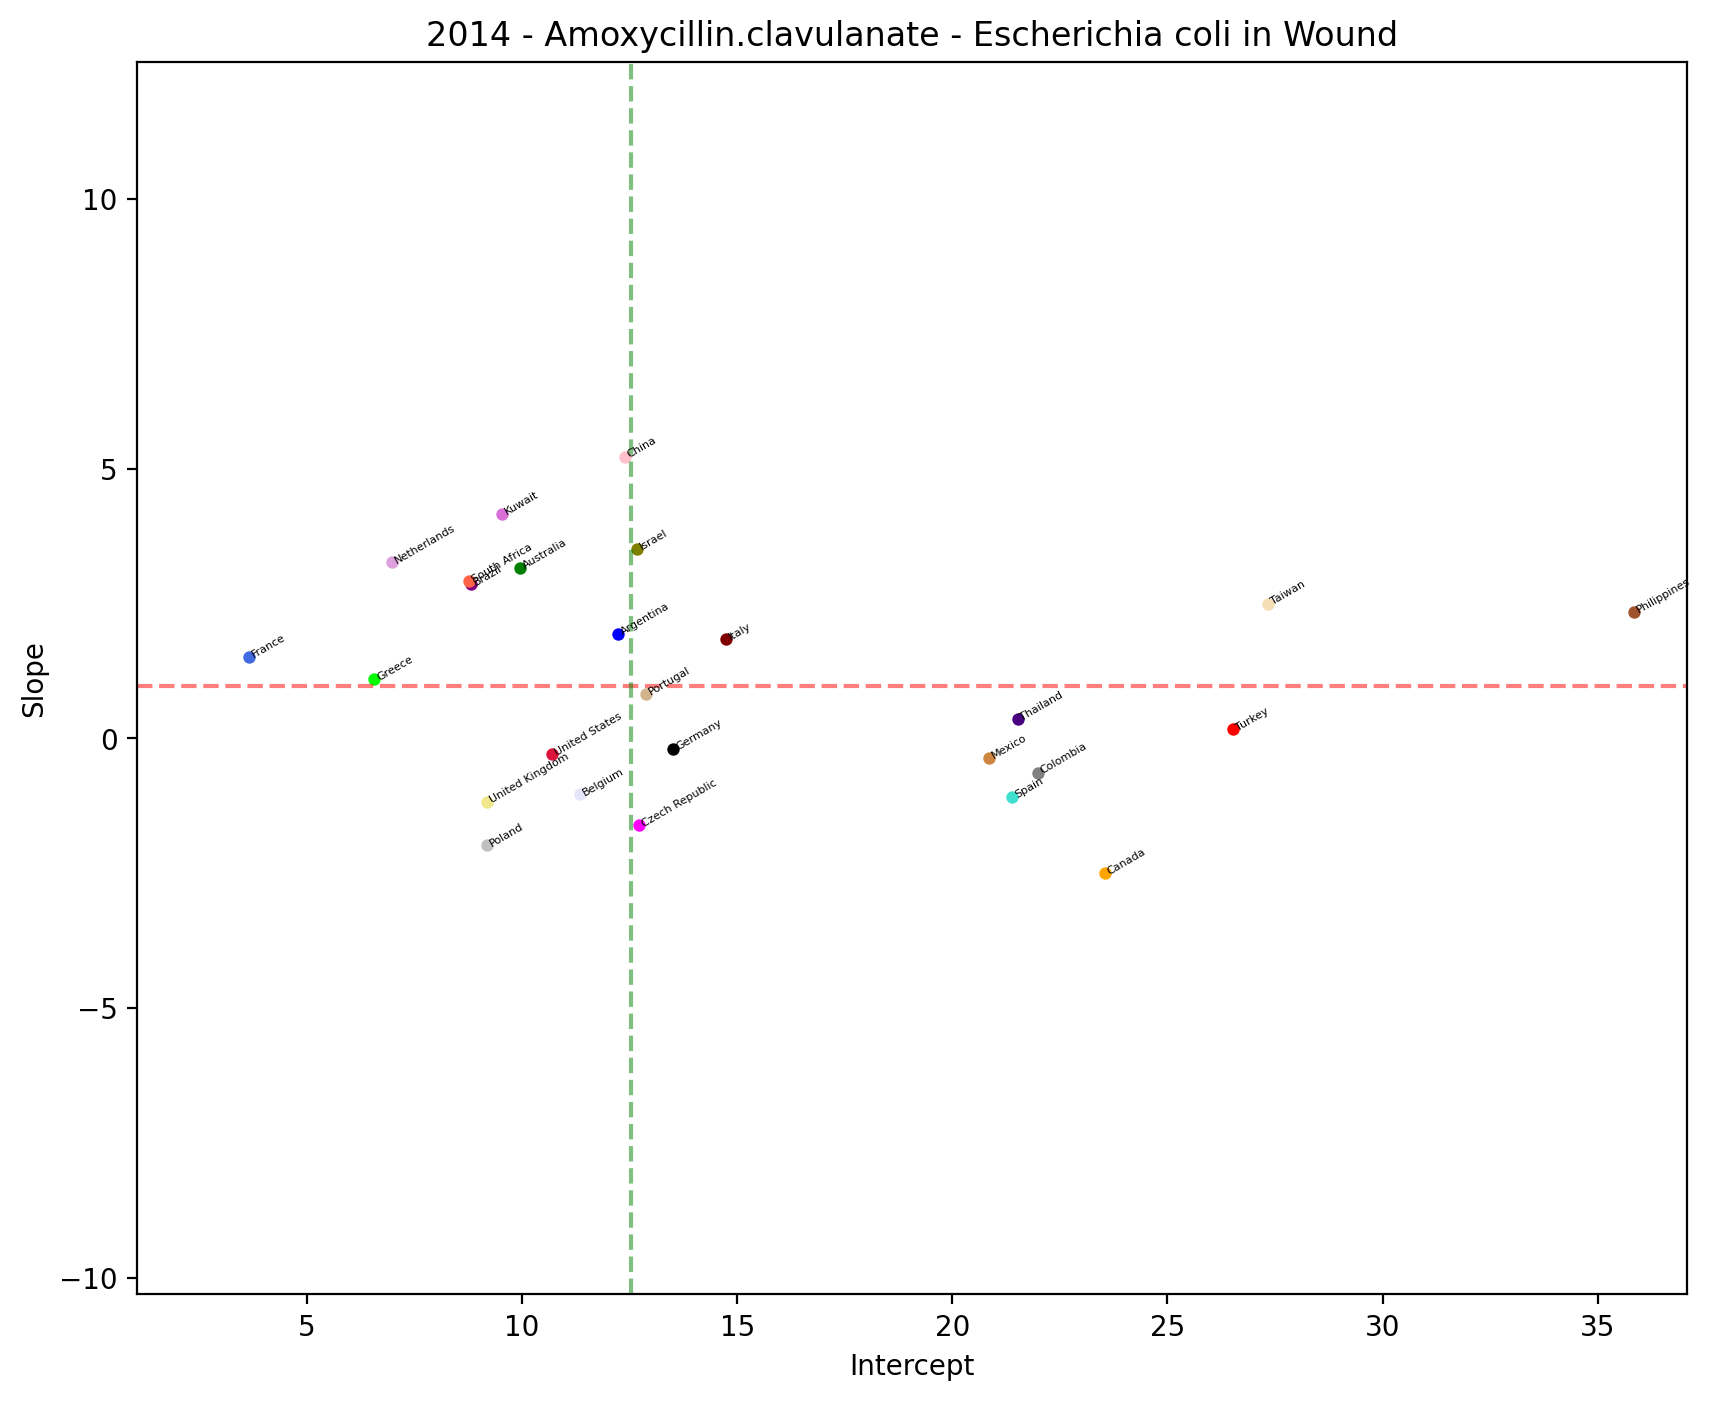 2014 - Amoxycillin.clavulanate - Escherichia coli in Wound
10
5
0
−5
−10
Slope
China
Kuwait
Netherlands
Israel
South Africa
Australia
Brazil
Taiwan
Philippines
Argentina
Italy
France
Greece
Portugal
Thailand
Turkey
United States
Germany
Mexico
Colombia
United Kingdom
Belgium
Spain
Czech Republic
Poland
Canada
5
10
15
20
25
30
35
Intercept